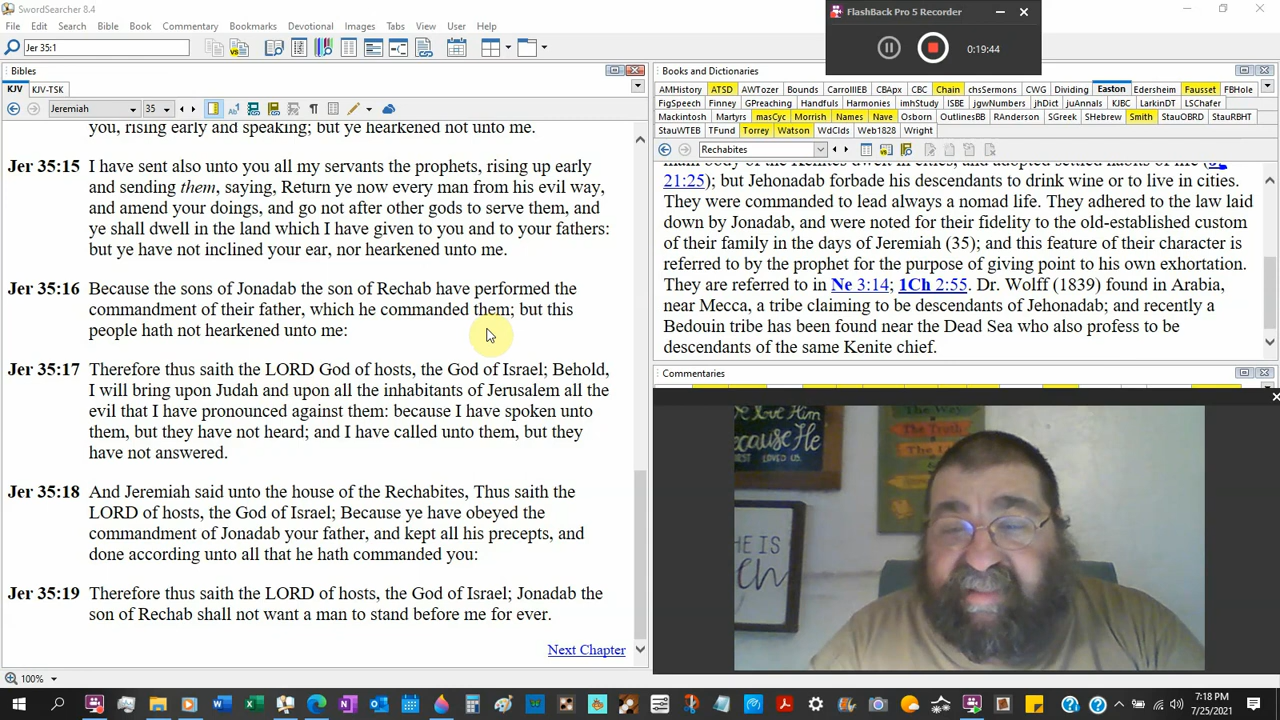 SwordSearcher 8.4
File Edit Search Bible Book Commentary Bookmarks Devotional Images Tabs View User Help
Jer 35:1
Bibles
KJV KJV-TSK
Jeremiah 35
you, rising early and speaking; but ye hearkened not unto me.
Jer 35:15 I have sent also unto you all my servants the prophets, rising up early
and sending them, saying, Return ye now every man from his evil way,
and amend your doings, and go not after other gods to serve them, and
ye shall dwell in the land which I have given to you and to your fathers:
but ye have not inclined your ear, nor hearkened unto me.
Jer 35:16 Because the sons of Jonadab the son of Rechab have performed the
commandment of their father, which he commanded them; but this
people hath not hearkened unto me:
Jer 35:17 Therefore thus saith the LORD God of hosts, the God of Israel; Behold,
I will bring upon Judah and upon all the inhabitants of Jerusalem all the
evil that I have pronounced against them: because I have spoken unto
them, but they have not heard; and I have called unto them, but they
have not answered.
Jer 35:18 And Jeremiah said unto the house of the Rechabites, Thus saith the
LORD of hosts, the God of Israel; Because ye have obeyed the
commandment of Jonadab your father, and kept all his precepts, and
done according unto all that he hath commanded you:
Jer 35:19 Therefore thus saith the LORD of hosts, the God of Israel; Jonadab the
son of Rechab shall not want a man to stand before me for ever.
Next Chapter
100%
FlashBack Pro 5 Recorder
0:19:44
Books and Dictionaries
AMHistory ATSD AWTozer Bounds CarrollIEB CBApx CBC Chain chsSermons CWG Dividing Easton Edersheim Fausset FBHole
FigSpeech Finney GPreaching Handfuls Harmonies imhStudy ISBE jgwNumbers jhDict juAnnals KJBC LarkinDT LSChafer
Mackintosh Martyrs masCyc Morrish Names Nave Osborn OutlinesBB RAnderson SGreek SHebrew Smith StauOBRD StauRBHT
StauWTEB TFund Torrey Watson WdClds Web1828 Wright
Rechabites
21:25); but Jehonadab forbade his descendants to drink wine or to live in cities.
They were commanded to lead always a nomad life. They adhered to the law laid
down by Jonadab, and were noted for their fidelity to the old-established custom
of their family in the days of Jeremiah (35); and this feature of their character is
referred to by the prophet for the purpose of giving point to his own exhortation.
They are referred to in Ne 3:14; 1Ch 2:55. Dr. Wolff (1839) found in Arabia,
near Mecca, a tribe claiming to be descendants of Jehonadab; and recently a
Bedouin tribe has been found near the Dead Sea who also profess to be
descendants of the same Kenite chief.
Commentaries
We love Him
because He
FIRST LOVED US.
The Way
The Truth
HE IS
7:18 PM
7/25/2021